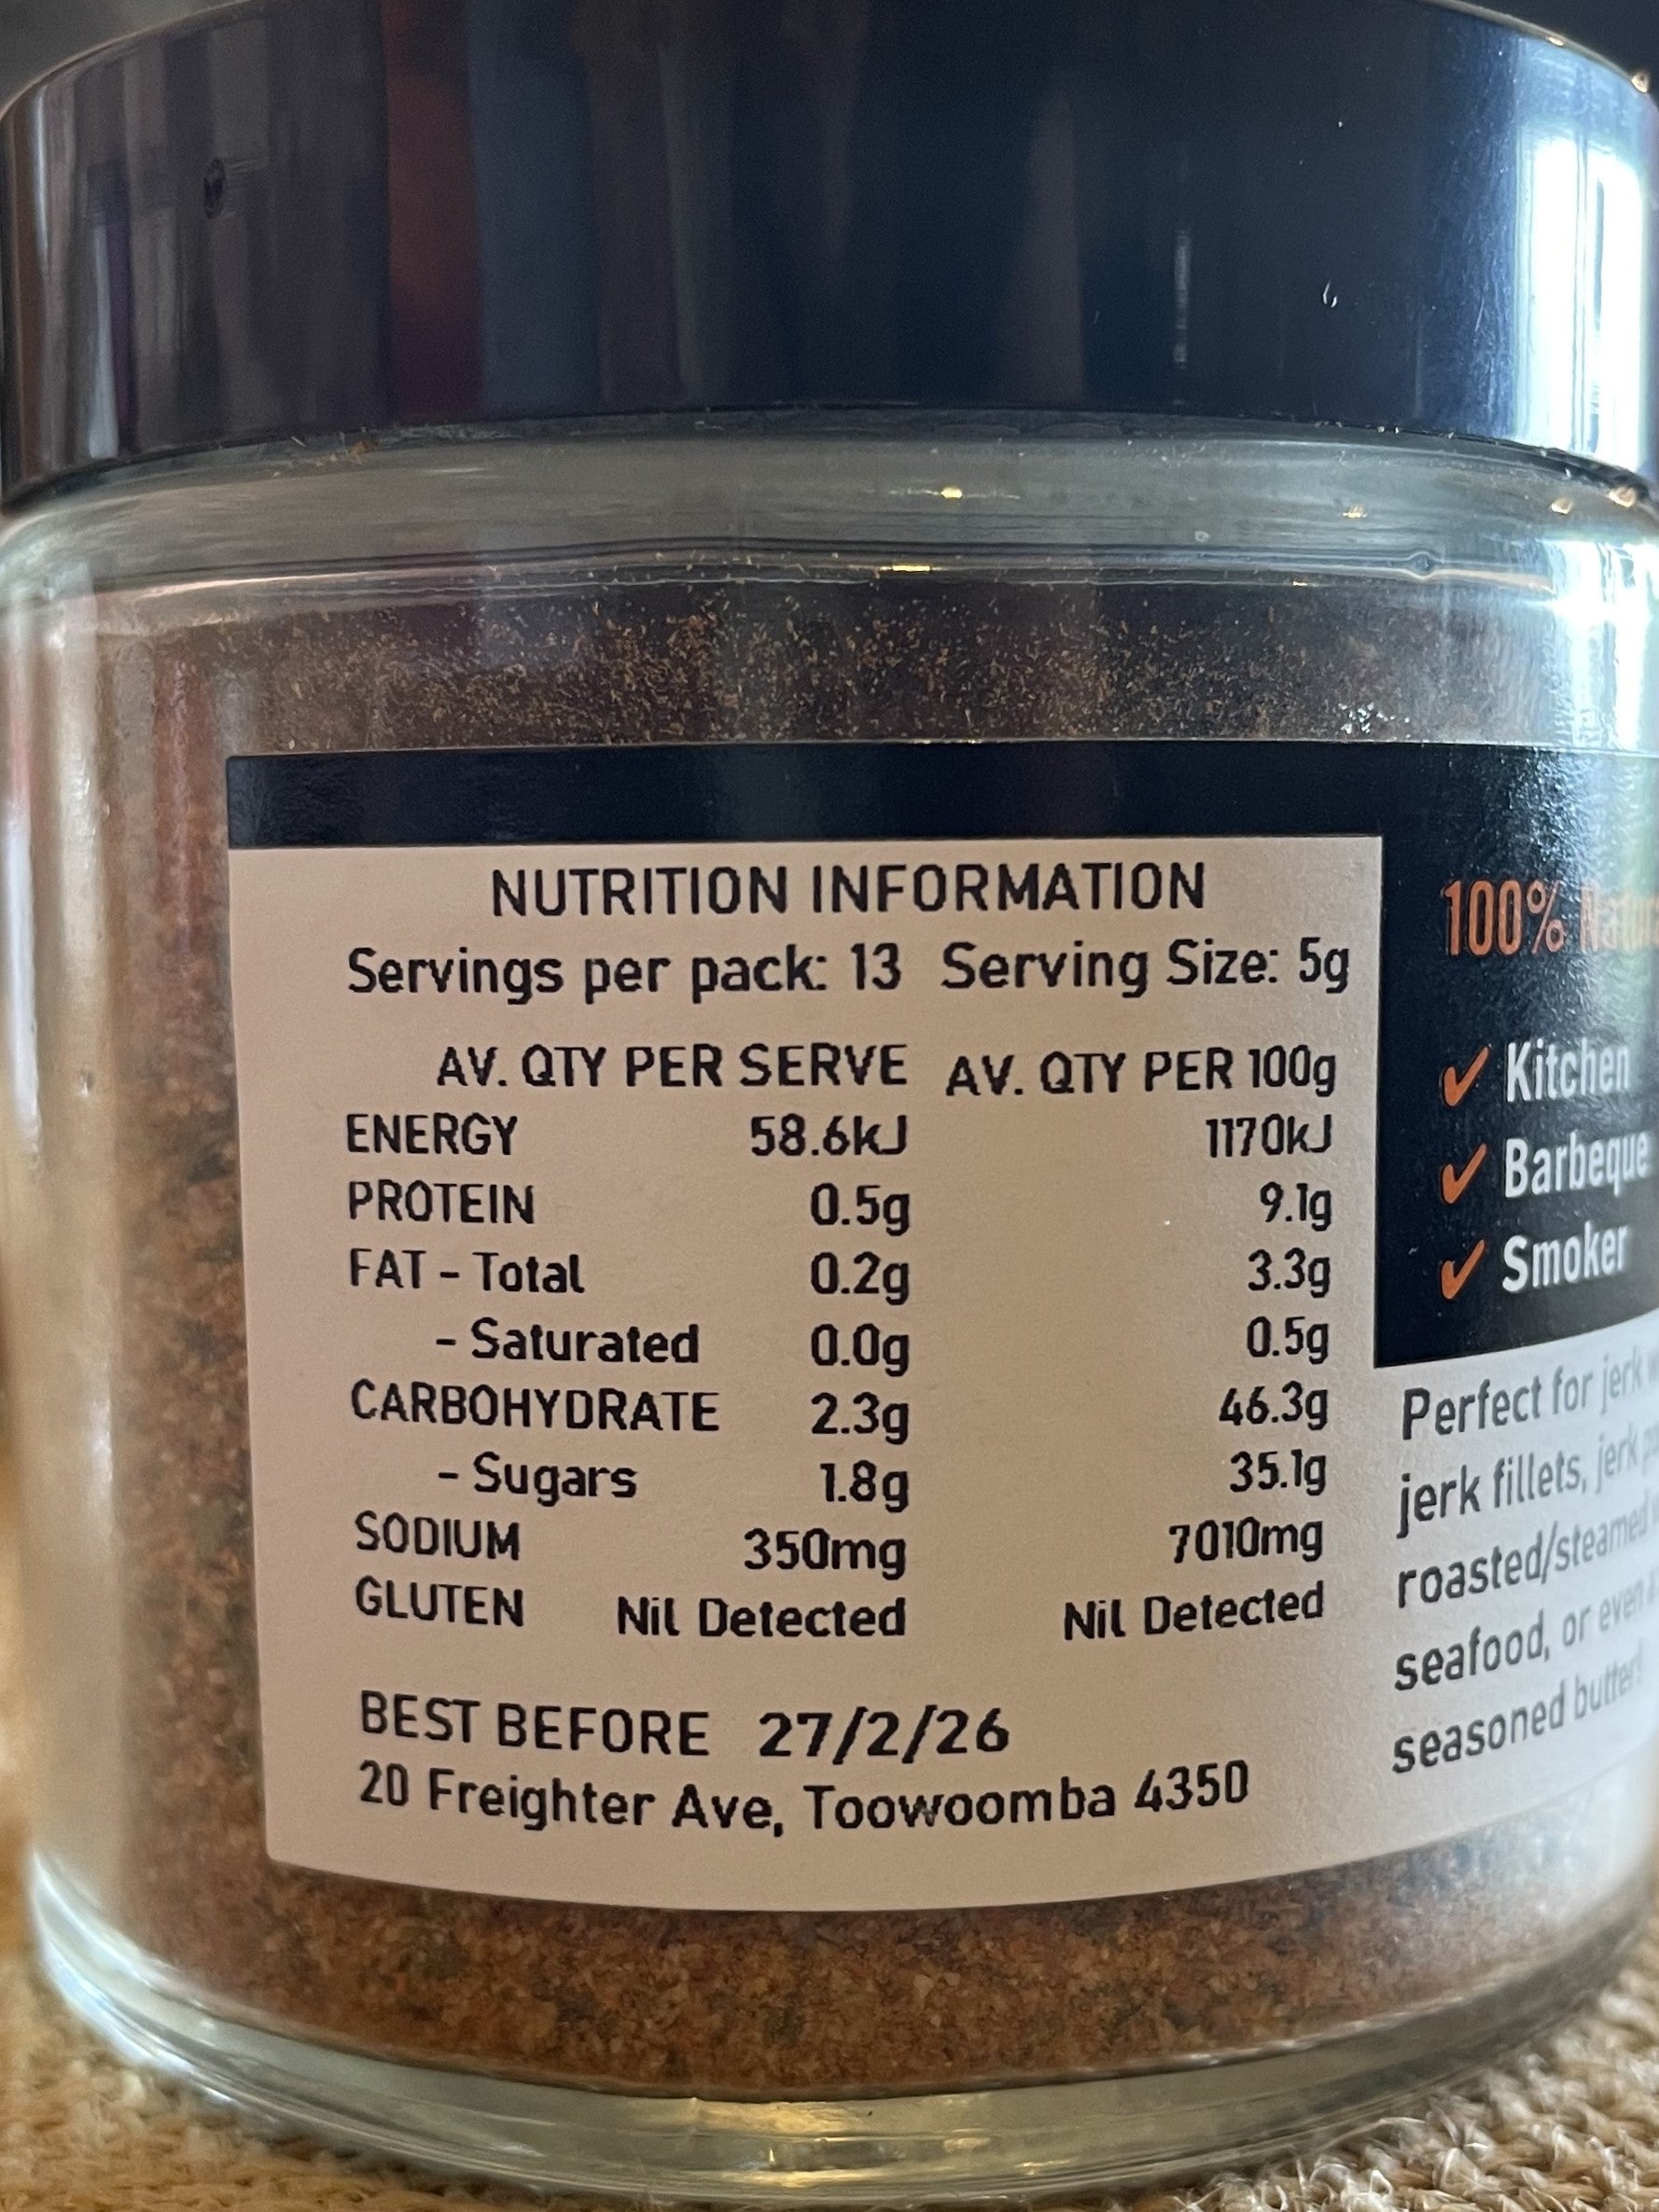 NUTRITION INFORMATION
Servings per pack: 13 Serving Size: 5g
AV. QTY PER SERVE AV. QTY PER 100g
ENERGY 58.6kJ 1170kJ
PROTEIN 0.5g 9.1g
FAT - Total 0.2g 3.3g
- Saturated 0.0g 0.5g
CARBOHYDRATE 2.3g 46.3g
- Sugars 1.8g 35.1g
SODIUM 350mg 7010mg
GLUTEN Nil Detected Nil Detected
BEST BEFORE 27/2/26
20 Freighter Ave, Toowoomba 4350
100%
✓ Kitchen
✓ Barbeque
✓ Smoker
Perfect for jerk
jerk fillets, jerk
roasted/steamed
seafood, or even
seasoned butter